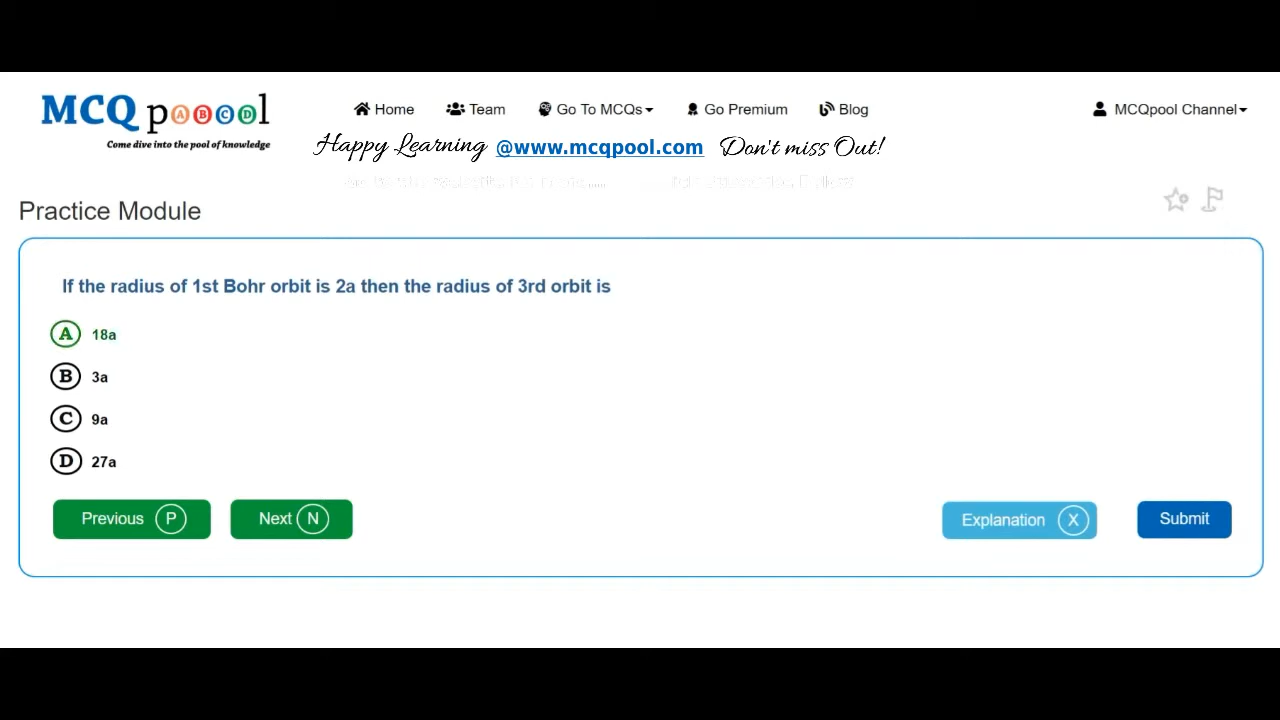 MCQ pooool
Home Team Go To MCQs Go Premium Blog MCQpool Channel
Come dive into the pool of knowledge
Happy Learning @www.mcqpool.com Don't miss Out!
Practice Module
If the radius of 1st Bohr orbit is 2a then the radius of 3rd orbit is
A 18a
B 3a
C 9a
D 27a
Previous P Next N Explanation X Submit